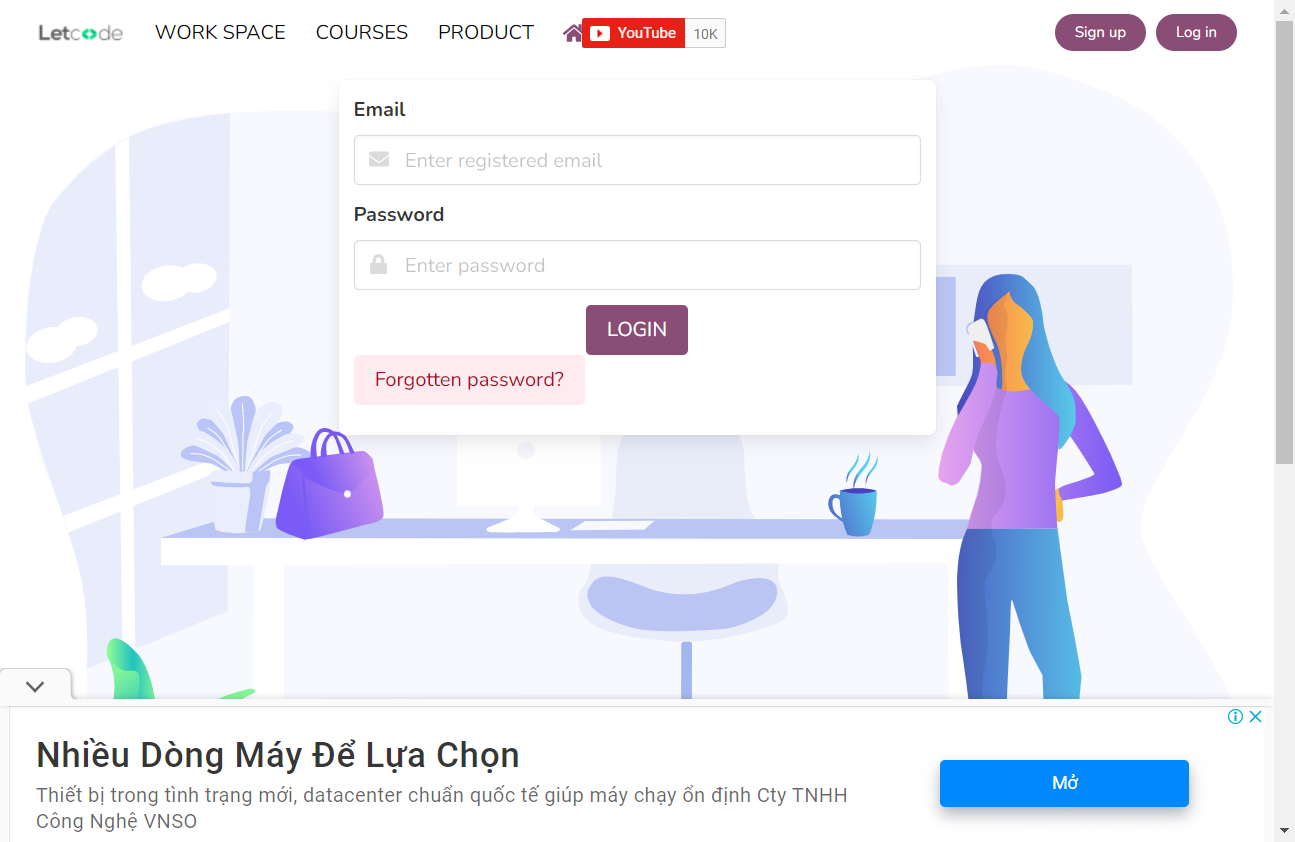 Letcode WORK SPACE COURSES PRODUCT YouTube 10K Sign up Log in
Email
Enter registered email
Password
Enter password
LOGIN
Forgotten password?
Nhiều Dòng Máy Để Lựa Chọn
Thiết bị trong tình trạng mới, datacenter chuẩn quốc tế giúp máy chạy ổn định Cty TNHH
Công Nghệ VNSO
Mở